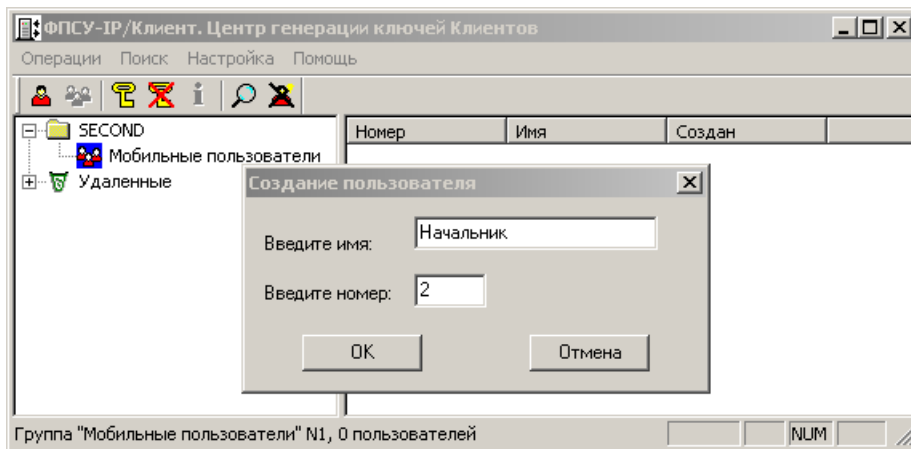 ФПСУ-IP/Клиент. Центр генерации ключей Клиентов
Операции Поиск Настройка Помощь
SECOND
Мобильные пользователи
Удаленные
Номер Имя Создан
Создание пользователя
Введите имя: Начальник
Введите номер: 2
OK Отмена
Группа "Мобильные пользователи" N1, 0 пользователей NUM